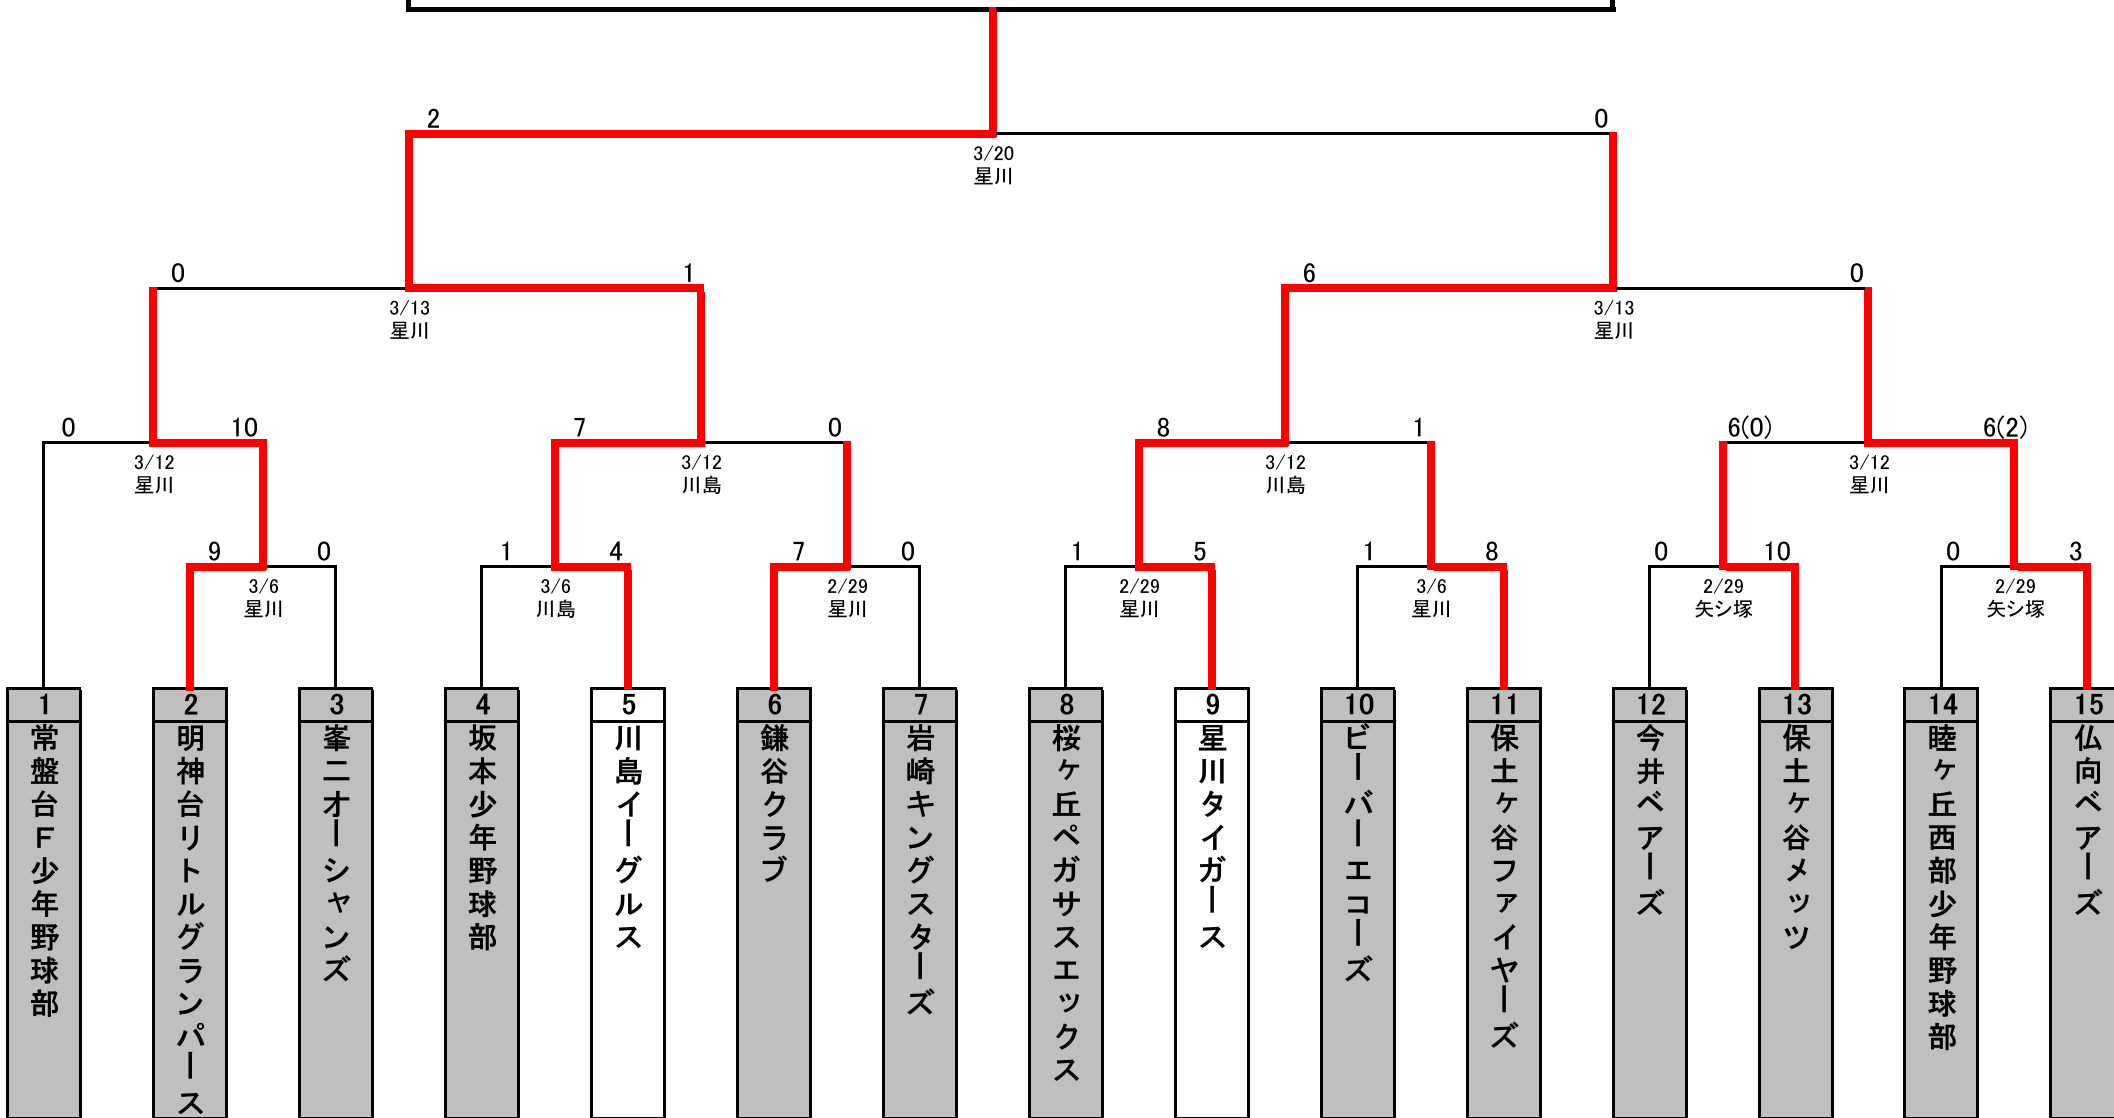 2 0
3/20
星川
0 1 6 0
3/13 3/13
星川 星川
0 10 7 0 8 1 6(0) 6(2)
3/12 3/12 3/12 3/12
星川 川島 川島 星川
9 0 1 4 7 0 1 5 1 8 0 10 0 3
3/6 3/6 2/29 2/29 3/6 2/29 2/29
星川 川島 星川 星川 星川 矢シ塚 矢シ塚
1
常盤台F少年野球部
2
明神台リトルグランパース
3
峯二オーシャンズ
4
坂本少年野球部
5
川島イーグルス
6
鎌谷クラブ
7
岩崎キングスターズ
8
桜ヶ丘ペガサスエックス
9
星川タイガース
10
ビーバーエコーズ
11
保土ヶ谷ファイヤーズ
12
今井ベアーズ
13
保土ヶ谷メッツ
14
睦ヶ丘西部少年野球部
15
仏向ベアーズ